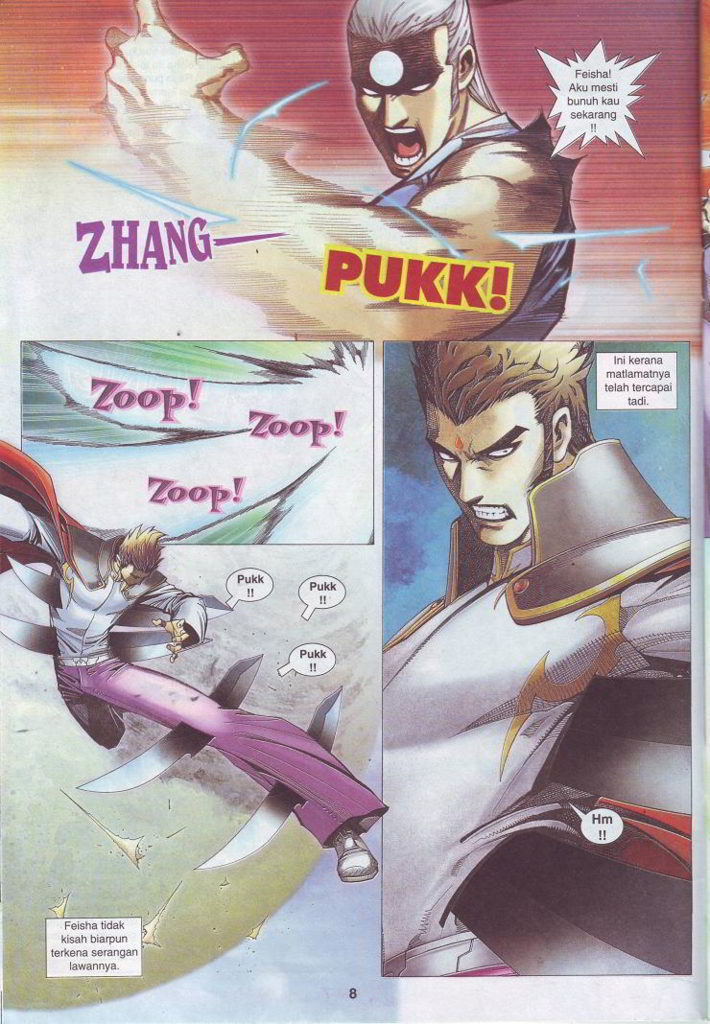 Feisha!
Aku mesti
bunuh kau
sekarang
!!
ZHANG
PUKK!
Zoop!
Zoop!
Zoop!
Pukk
!!
Pukk
!!
Pukk
!!
Feisha tidak
kisah biarpun
terkena serangan
lawannya.
Ini kerana
matlamatnya
telah tercapai
tadi.
Hm
!!
8